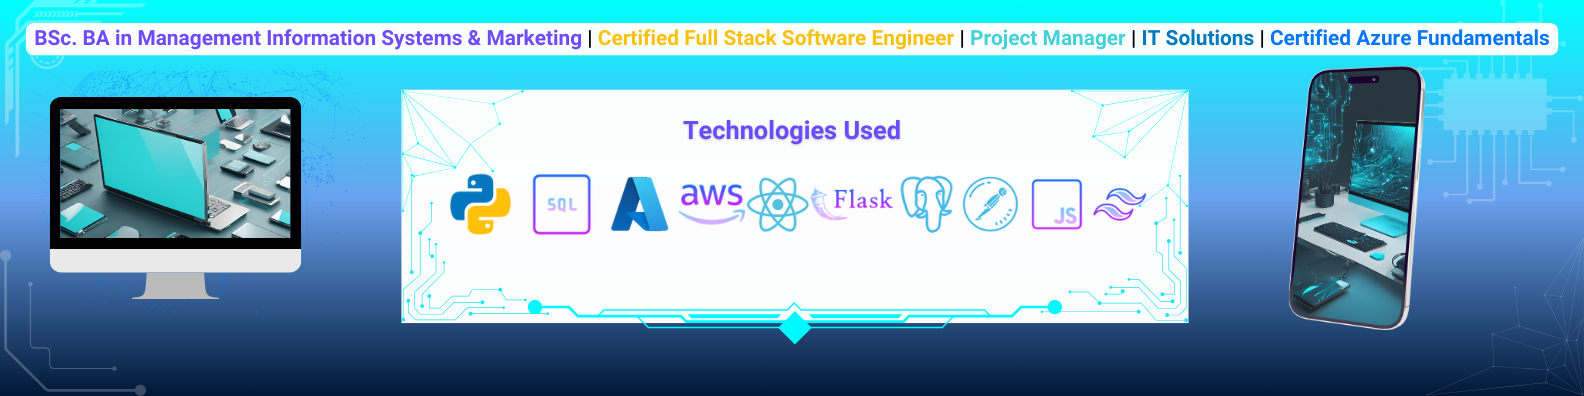 BSc. BA in Management Information Systems & Marketing | Certified Full Stack Software Engineer | Project Manager | IT Solutions | Certified Azure Fundamentals
Technologies Used
SQL aws Flask JS